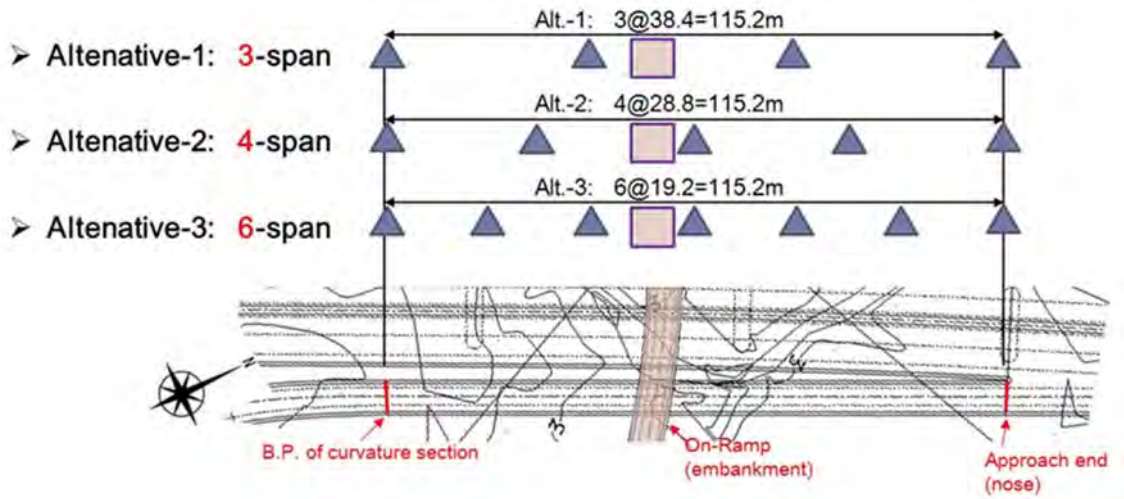 Alt.-1: 3@38.4=115.2m
➢ Altenative-1: 3-span
Alt.-2: 4@28.8=115.2m
➢ Altenative-2: 4-span
Alt.-3: 6@19.2=115.2m
➢ Altenative-3: 6-span
N
B.P. of curvature section
On-Ramp
(embankment)
Approach end
(nose)